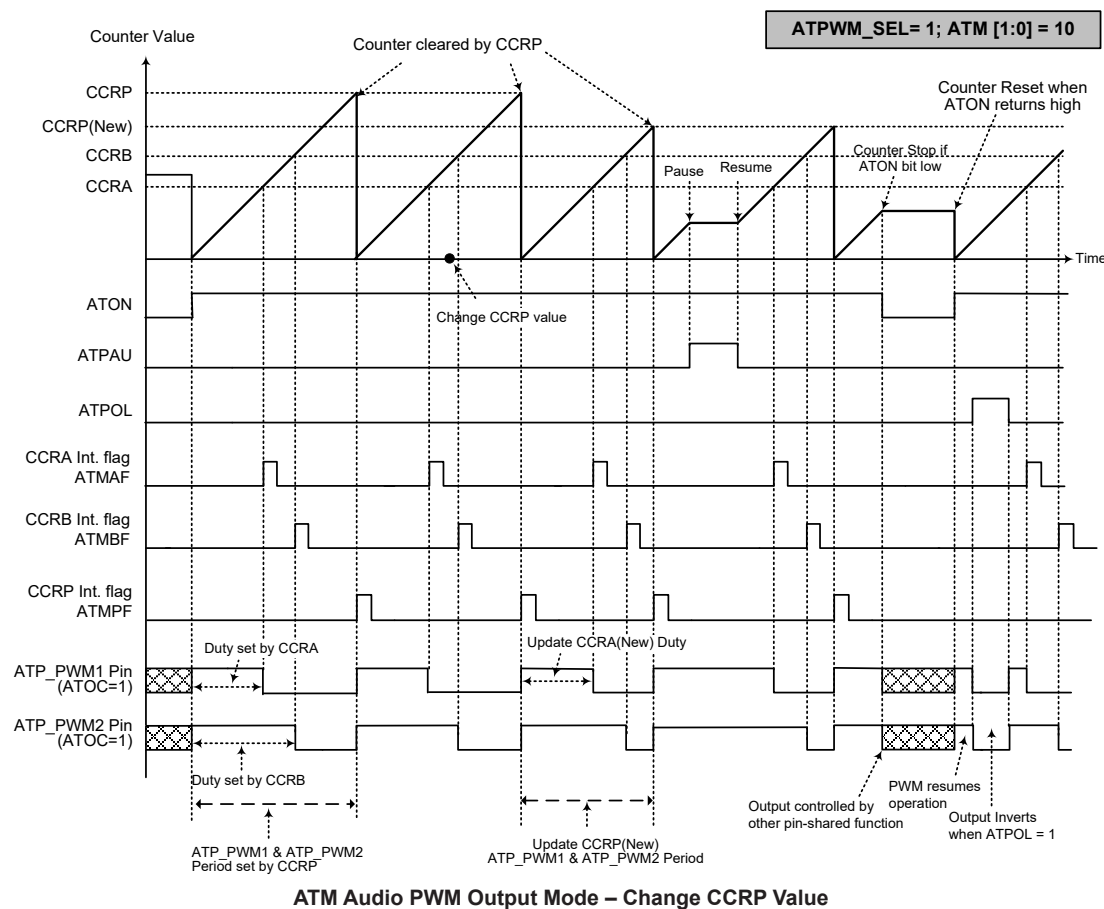 ATPWM_SEL= 1; ATM [1:0] = 10
Counter Value
Counter cleared by CCRP
CCRP
CCRP(New)
CCRB
CCRA
Counter Reset when
ATON returns high
Counter Stop if
ATON bit low
Pause
Resume
Time
Change CCRP value
ATON
ATPAU
ATPOL
CCRA Int. flag
ATMAF
CCRB Int. flag
ATMBF
CCRP Int. flag
ATMPF
Duty set by CCRA
Update CCRA(New) Duty
ATP_PWM1 Pin
(ATOC=1)
ATP_PWM2 Pin
(ATOC=1)
Duty set by CCRB
PWM resumes
operation
Output controlled by
other pin-shared function
Output Inverts
when ATPOL = 1
ATP_PWM1 & ATP_PWM2
Period set by CCRP
Update CCRP(New)
ATP_PWM1 & ATP_PWM2 Period
ATM Audio PWM Output Mode – Change CCRP Value